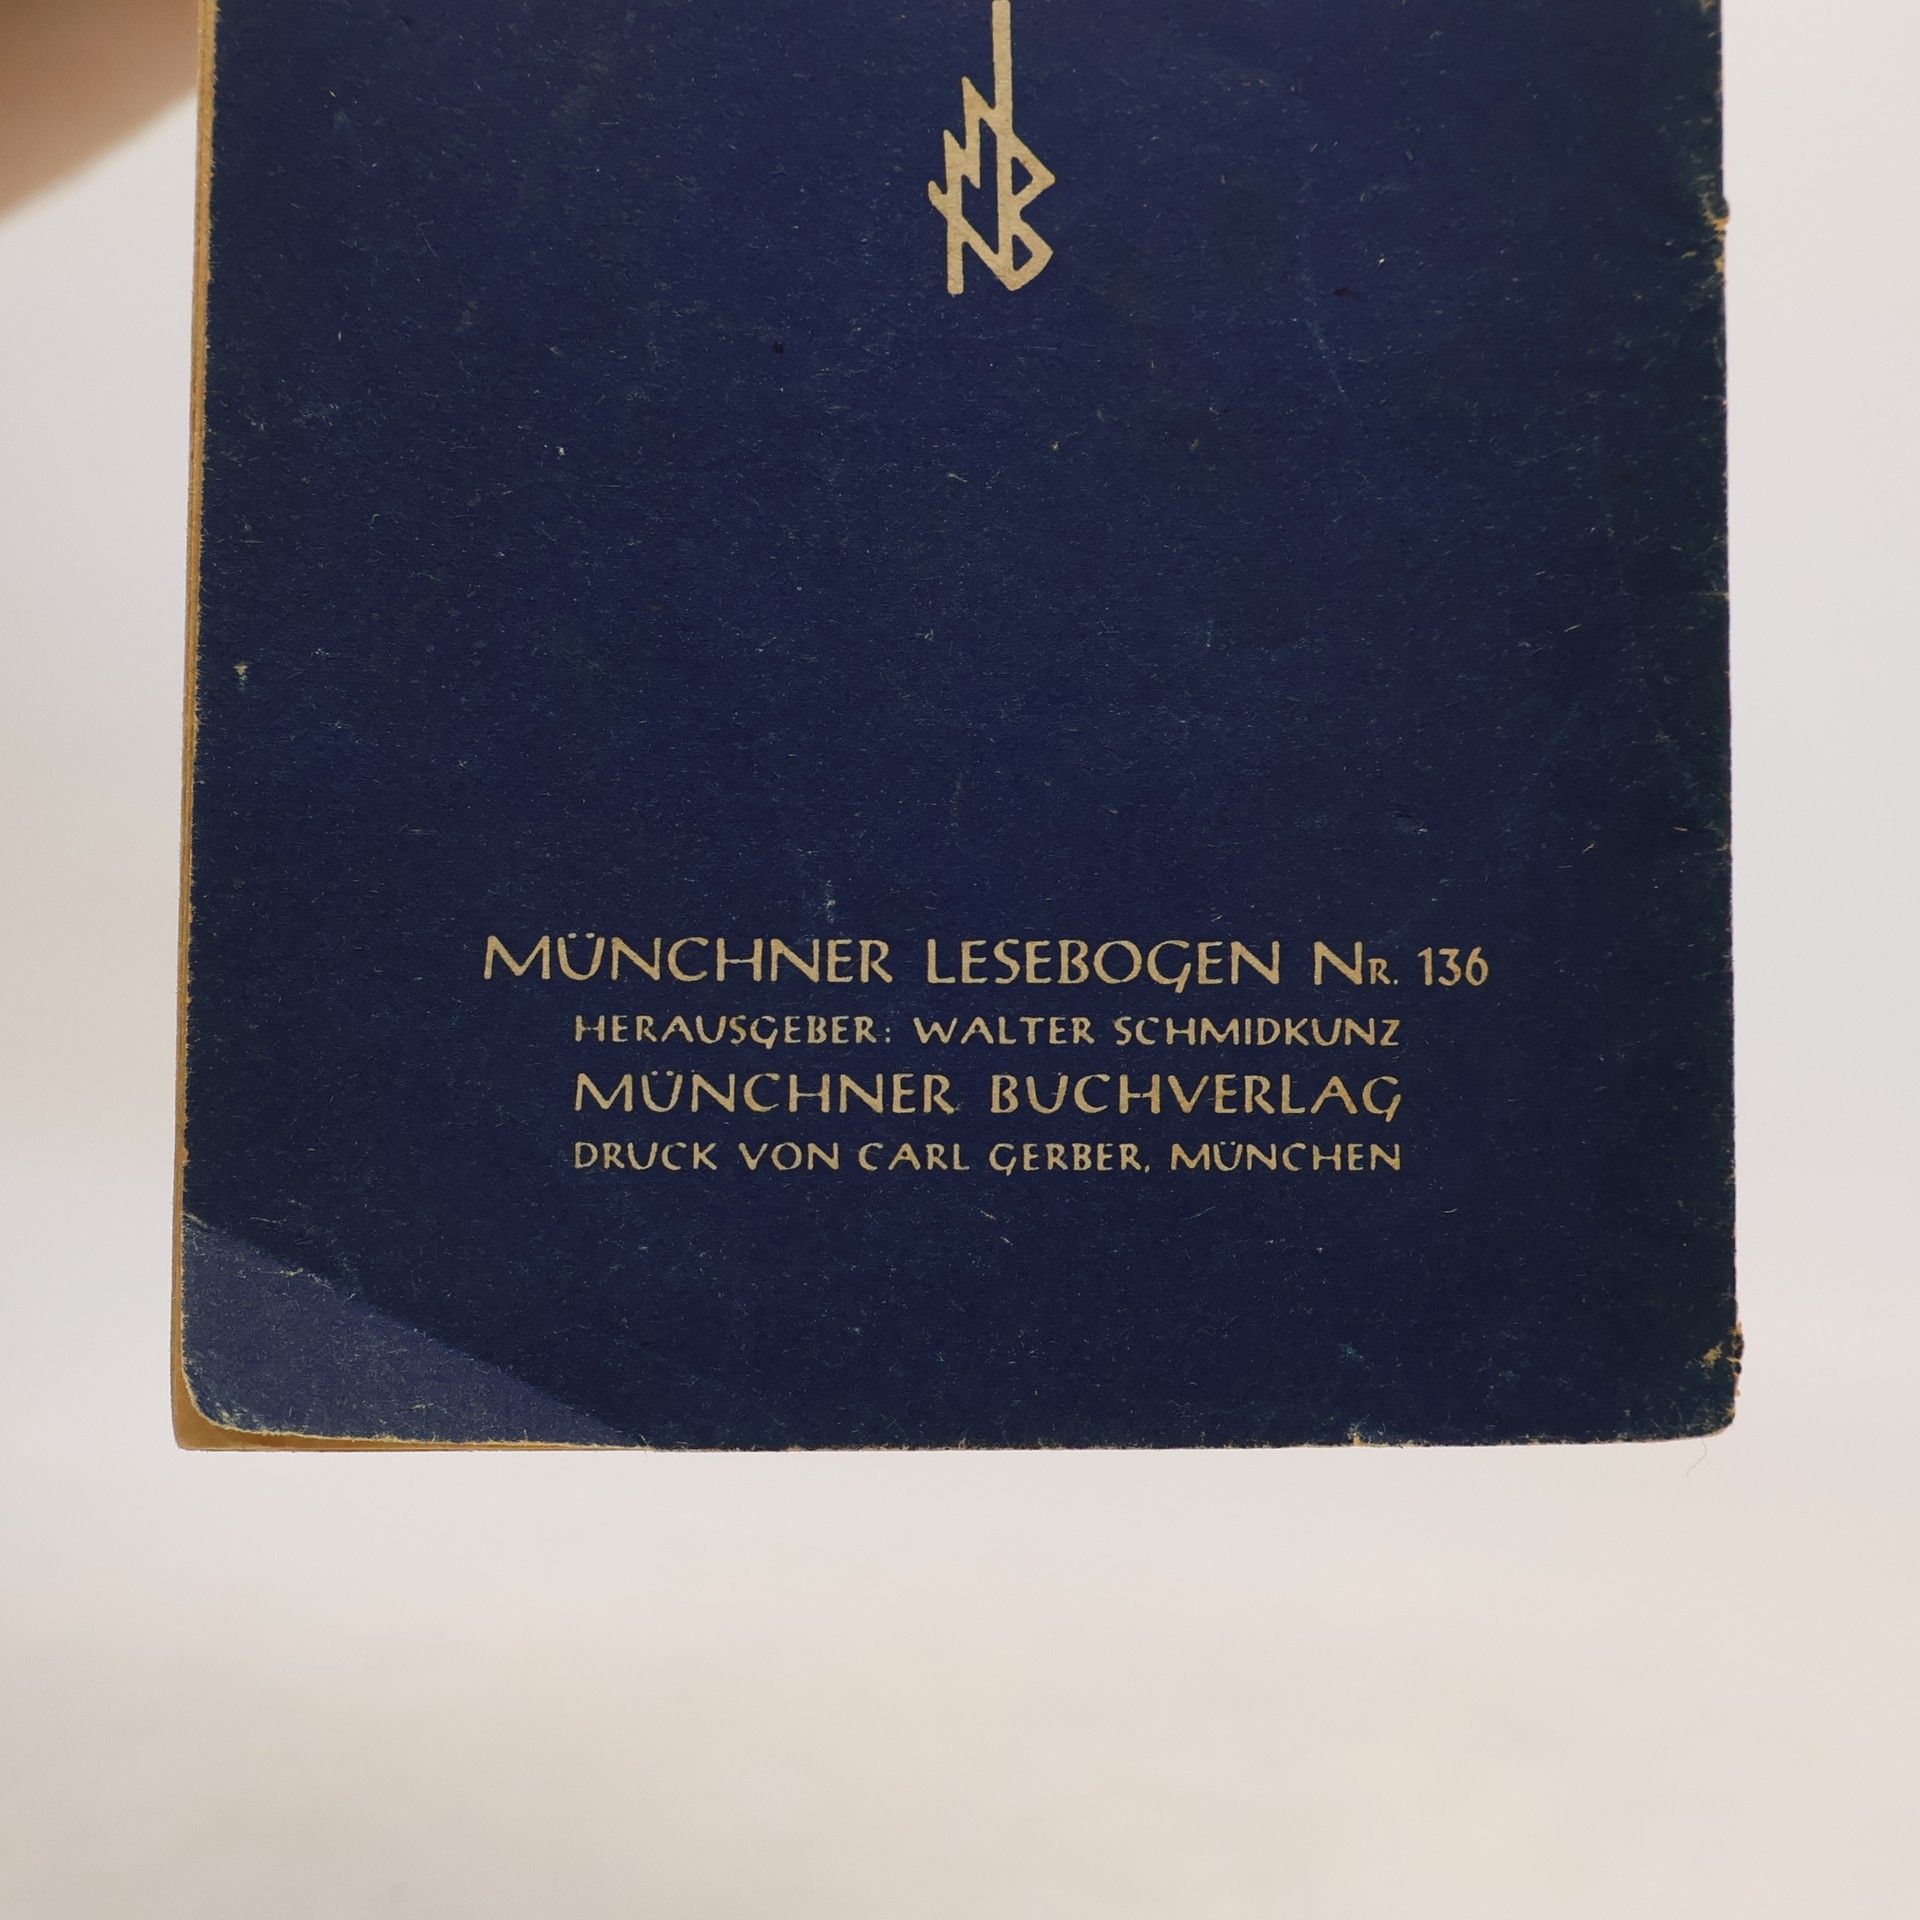 MÜNCHNER LESEBOGEN NR. 136
HERAUSGEBER: WALTER SCHMIDKUNZ
MÜNCHNER BUCHVERLAG
DRUCK VON CARL GERBER, MÜNCHEN